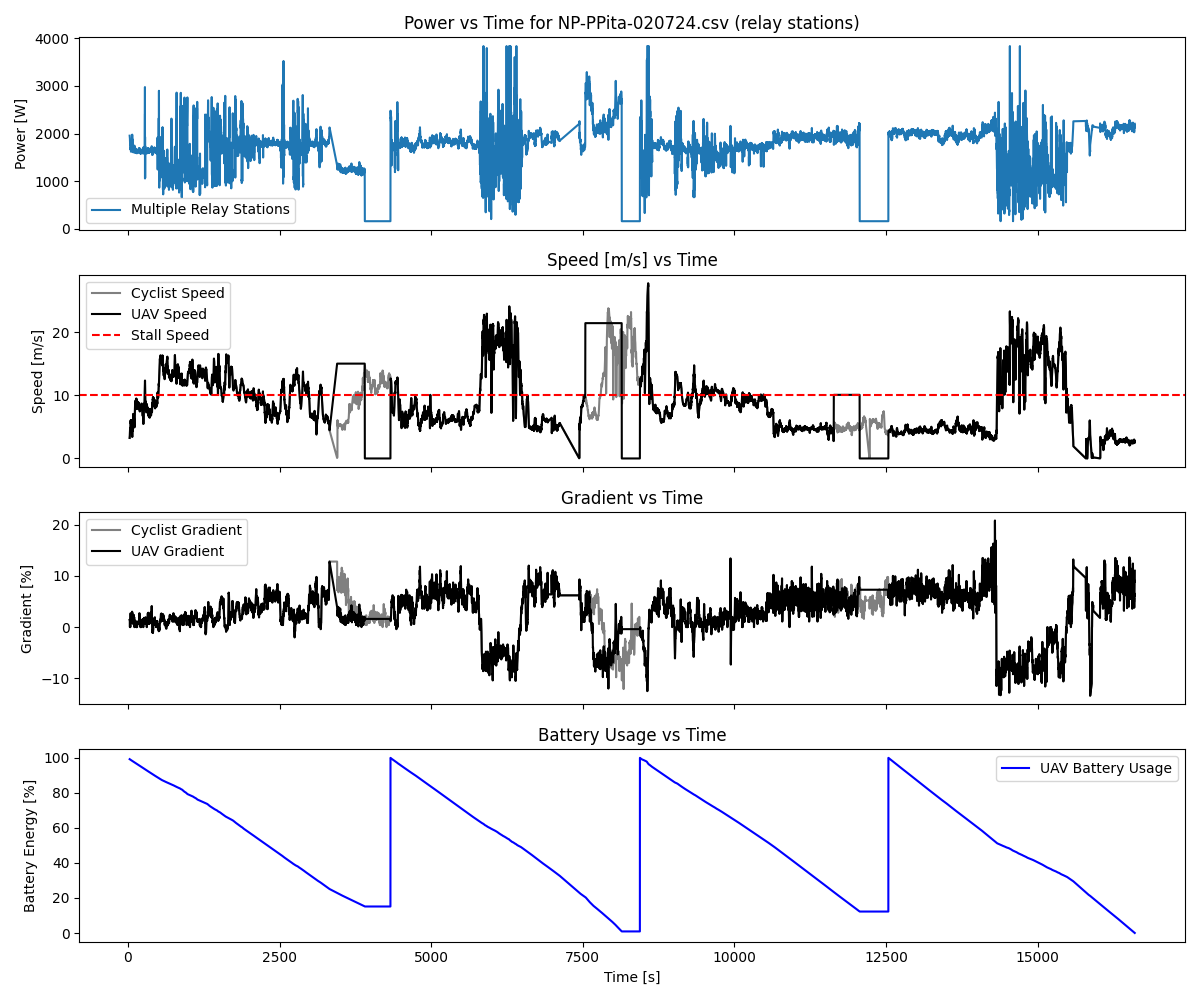 Power vs Time for NP-PPita-020724.csv (relay stations)
4000
3000
2000
1000
0
Power [W]
Multiple Relay Stations
Speed [m/s] vs Time
20
10
0
Speed [m/s]
Cyclist Speed
UAV Speed
Stall Speed
Gradient vs Time
20
10
0
−10
Gradient [%]
Cyclist Gradient
UAV Gradient
Battery Usage vs Time
100
80
60
40
20
0
Battery Energy [%]
UAV Battery Usage
0 2500 5000 7500 10000 12500 15000
Time [s]